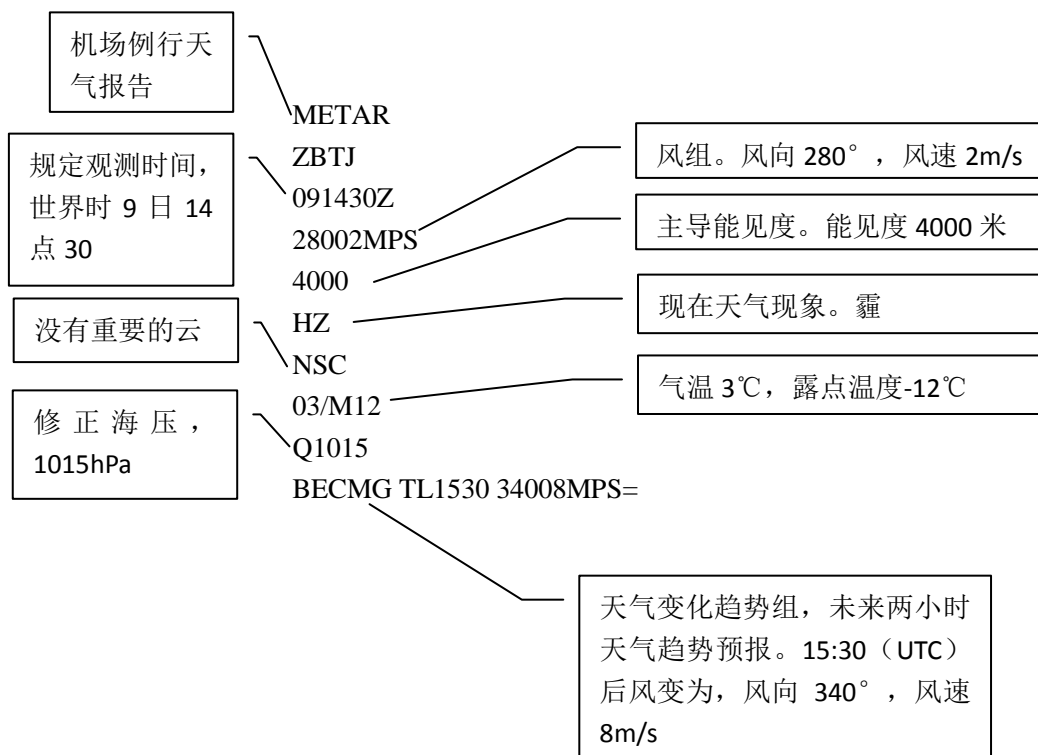 机场例行天
气报告
METAR
ZBTJ
091430Z
28002MPS
4000
HZ
NSC
03/M12
Q1015
BECMG TL1530 34008MPS=
规定观测时间，
世界时 9 日 14
点 30
没有重要的云
修正海压，
1015hPa
风组。风向 280°，风速 2m/s
主导能见度。能见度 4000 米
现在天气现象。霾
气温 3℃，露点温度-12℃
天气变化趋势组，未来两小时
天气趋势预报。15:30（UTC）
后风变为，风向 340°，风速
8m/s